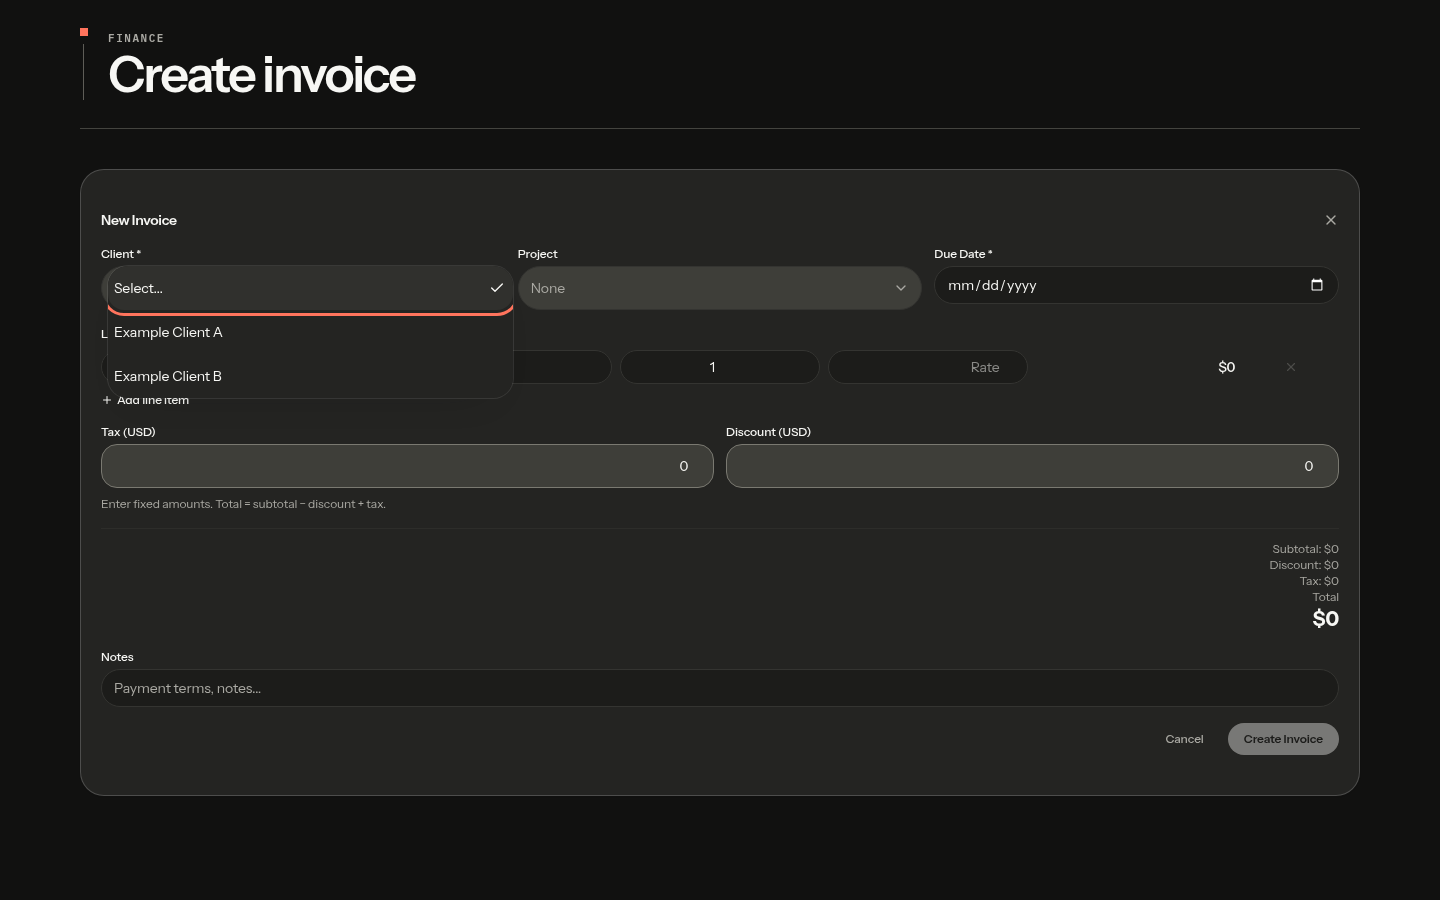 FINANCE
Create invoice
New Invoice
Client *
Project
Due Date *
Select...
None
mm/dd/yyyy
Example Client A
1
Rate
$0
Example Client B
Add line item
Tax (USD)
Discount (USD)
0
0
Enter fixed amounts. Total = subtotal − discount + tax.
Subtotal: $0
Discount: $0
Tax: $0
Total
$0
Notes
Payment terms, notes...
Cancel
Create Invoice